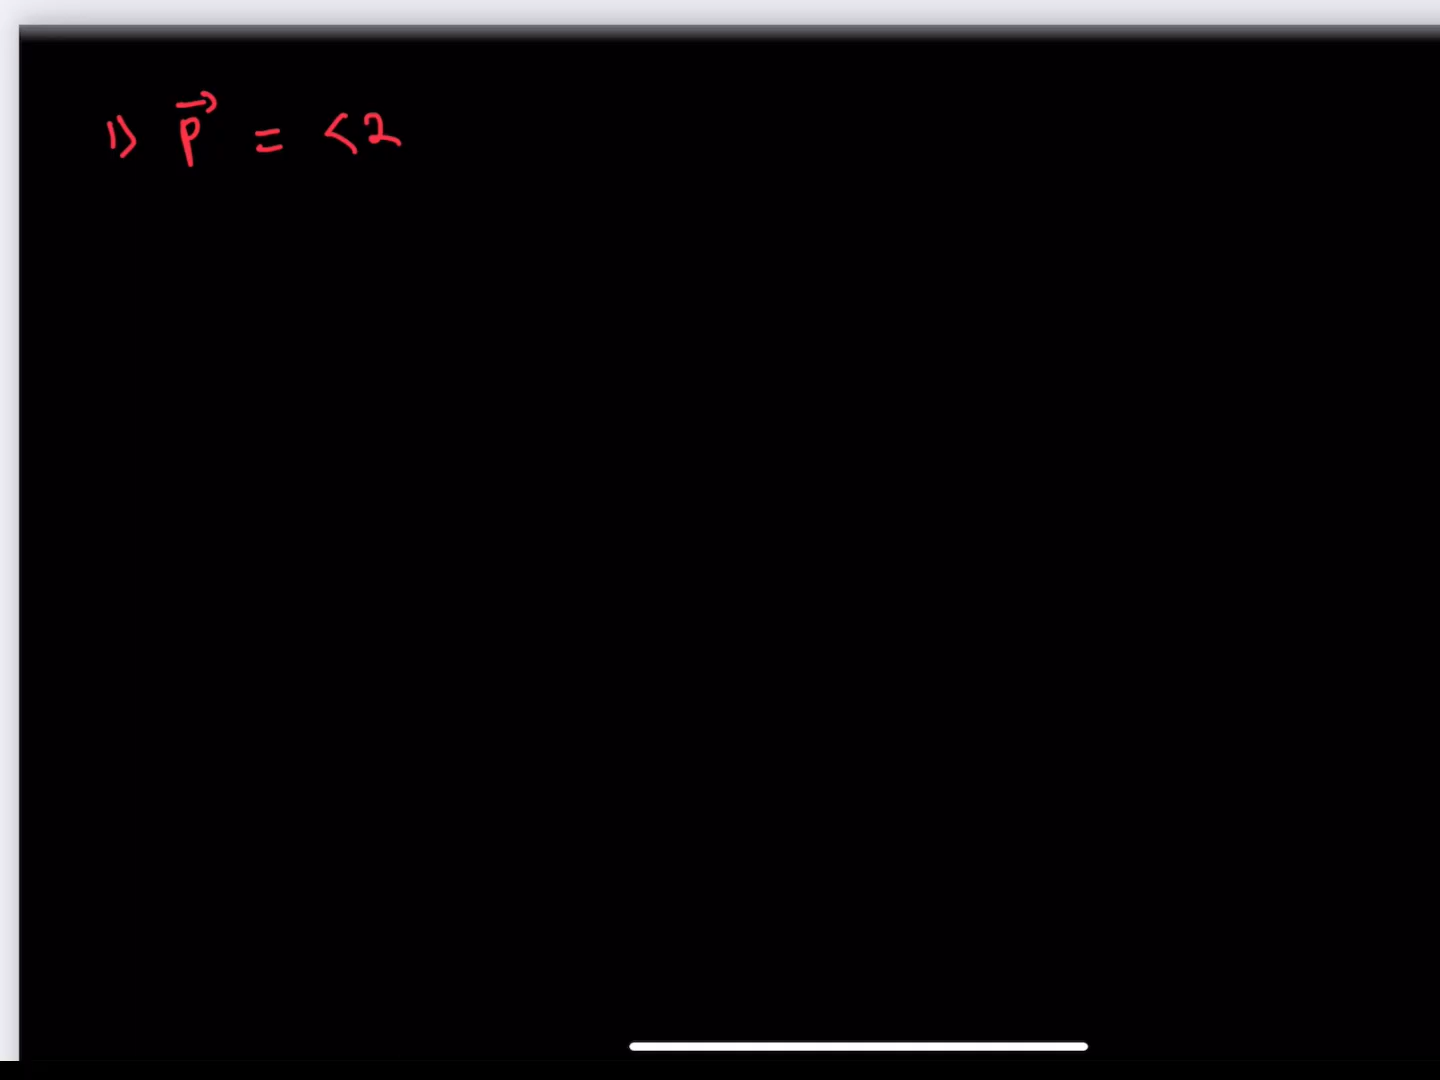 1) p⃗ = <2